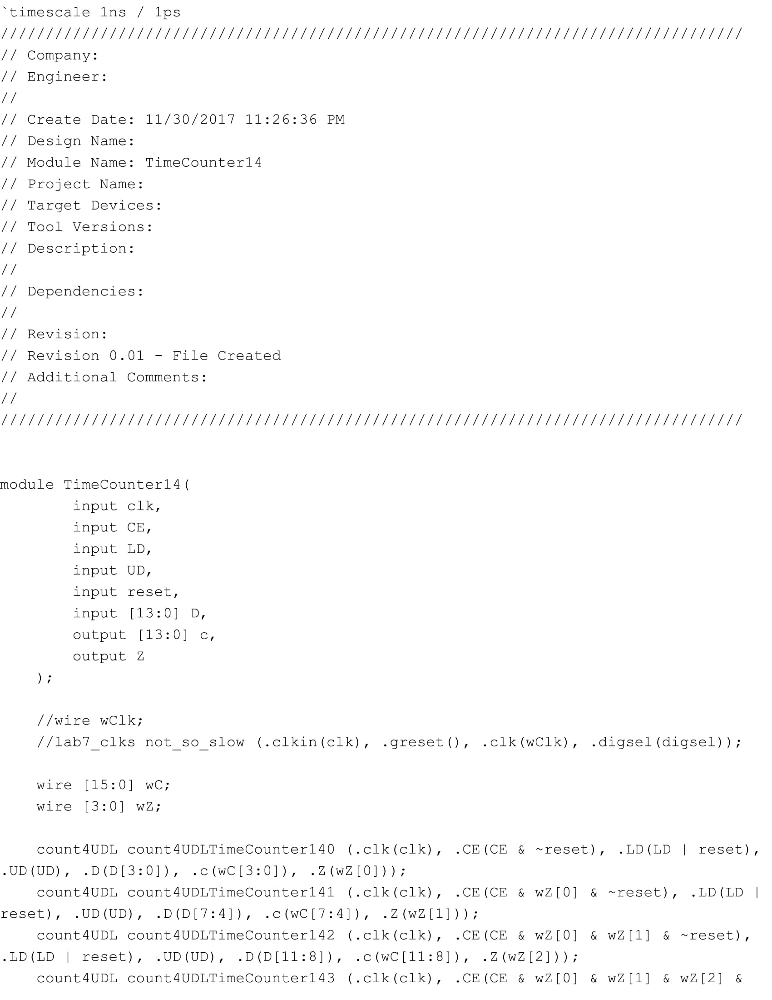 `timescale 1ns / 1ps
//////////////////////////////////////////////////////////////////////////////////
// Company:
// Engineer:
//
// Create Date: 11/30/2017 11:26:36 PM
// Design Name:
// Module Name: TimeCounter14
// Project Name:
// Target Devices:
// Tool Versions:
// Description:
//
// Dependencies:
//
// Revision:
// Revision 0.01 - File Created
// Additional Comments:
//
//////////////////////////////////////////////////////////////////////////////////
module TimeCounter14(
        input clk,
        input CE,
        input LD,
        input UD,
        input reset,
        input [13:0] D,
        output [13:0] c,
        output Z
    );
    //wire wClk;
    //lab7_clks not_so_slow (.clkin(clk), .greset(), .clk(wClk), .digsel(digsel));
    wire [15:0] wC;
    wire [3:0] wZ;
    count4UDL count4UDLTimeCounter140 (.clk(clk), .CE(CE & ~reset), .LD(LD | reset),
.UD(UD), .D(D[3:0]), .c(wC[3:0]), .Z(wZ[0]));
    count4UDL count4UDLTimeCounter141 (.clk(clk), .CE(CE & wZ[0] & ~reset), .LD(LD |
reset), .UD(UD), .D(D[7:4]), .c(wC[7:4]), .Z(wZ[1]));
    count4UDL count4UDLTimeCounter142 (.clk(clk), .CE(CE & wZ[0] & wZ[1] & ~reset),
.LD(LD | reset), .UD(UD), .D(D[11:8]), .c(wC[11:8]), .Z(wZ[2]));
    count4UDL count4UDLTimeCounter143 (.clk(clk), .CE(CE & wZ[0] & wZ[1] & wZ[2] &